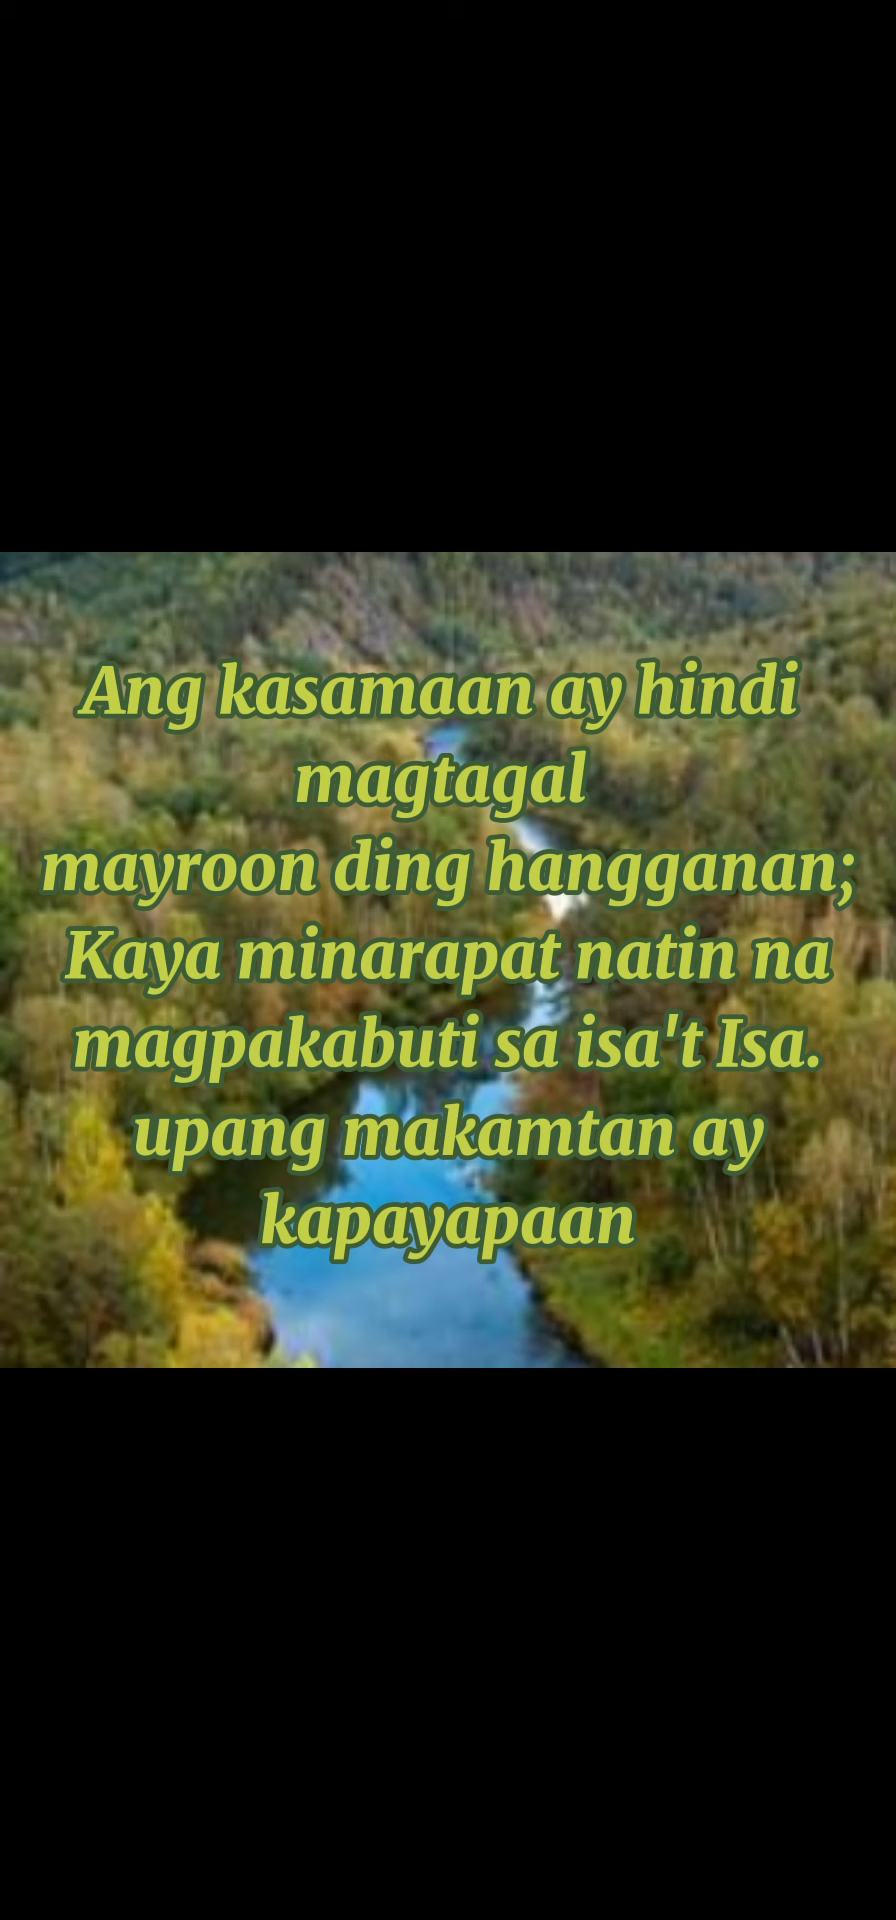 Ang kasamaan ay hindi
magtagal
mayroon ding hangganan;
Kaya minarapat natin na
magpakabuti sa isa't Isa.
upang makamtan ay
kapayapaan